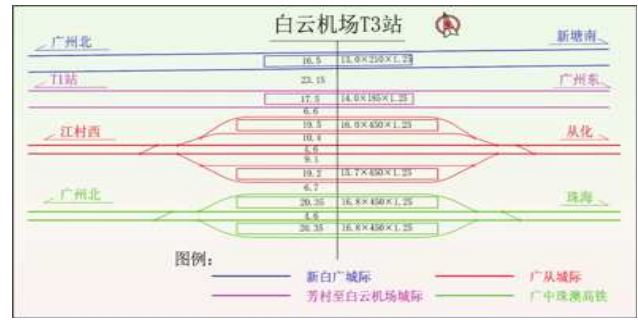 白云机场T3站
广州北
新塘南
16.5 13.0×210×1.25
23.15
T1站
广州东
17.5 14.0×185×1.25
6.6
19.5 16.0×450×1.25
江村西
从化
10.4
4.6
9.1
19.2 15.7×450×1.25
6.7
广州北
珠海
20.35 16.8×450×1.25
4.6
20.35 16.8×450×1.25
图例：
新白广城际
广从城际
芳村至白云机场城际
广中珠澳高铁